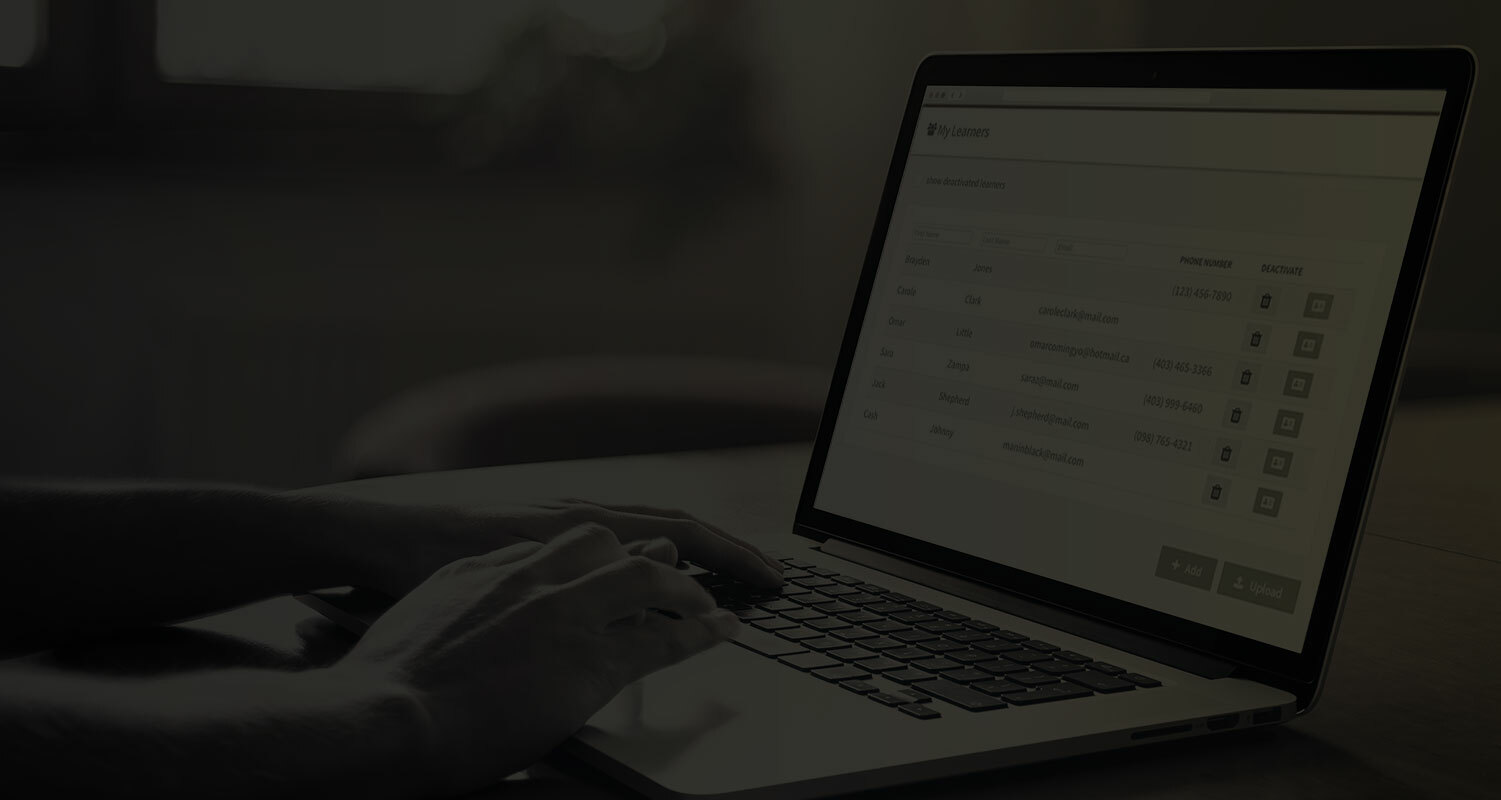 My Learners
show deactivated learners
First Name Last Name email PHONE NUMBER DEACTIVATE
Brayden Jones (123) 456-7890
Carole Clark caroleclark@mail.com
Omar Little omarcomingyo@hotmail.ca (403) 465-3366
Sara Zampa saraz@mail.com (403) 999-6460
Jack Shepherd j.shepherd@mail.com (098) 765-4321
Cash Johnny maninblack@mail.com
+ Add Upload